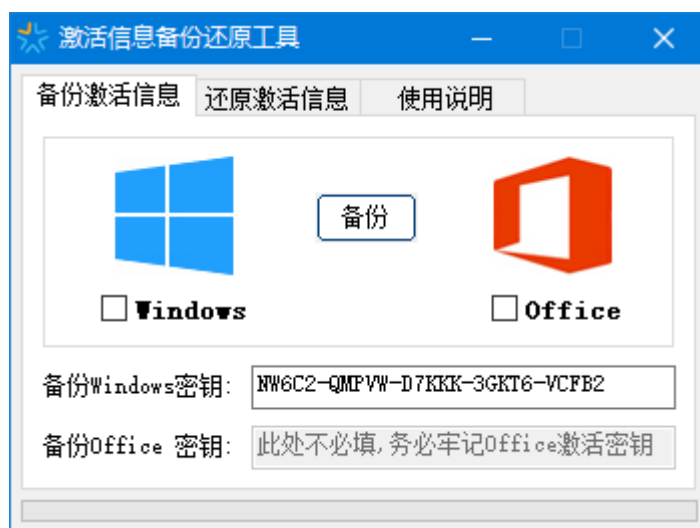 激活信息备份还原工具
备份激活信息 还原激活信息 使用说明
备份
Windows Office
备份Windows密钥: NW6C2-QMPVW-D7KKK-3GKT6-VCFB2
备份Office 密钥: 此处不必填,务必牢记Office激活密钥